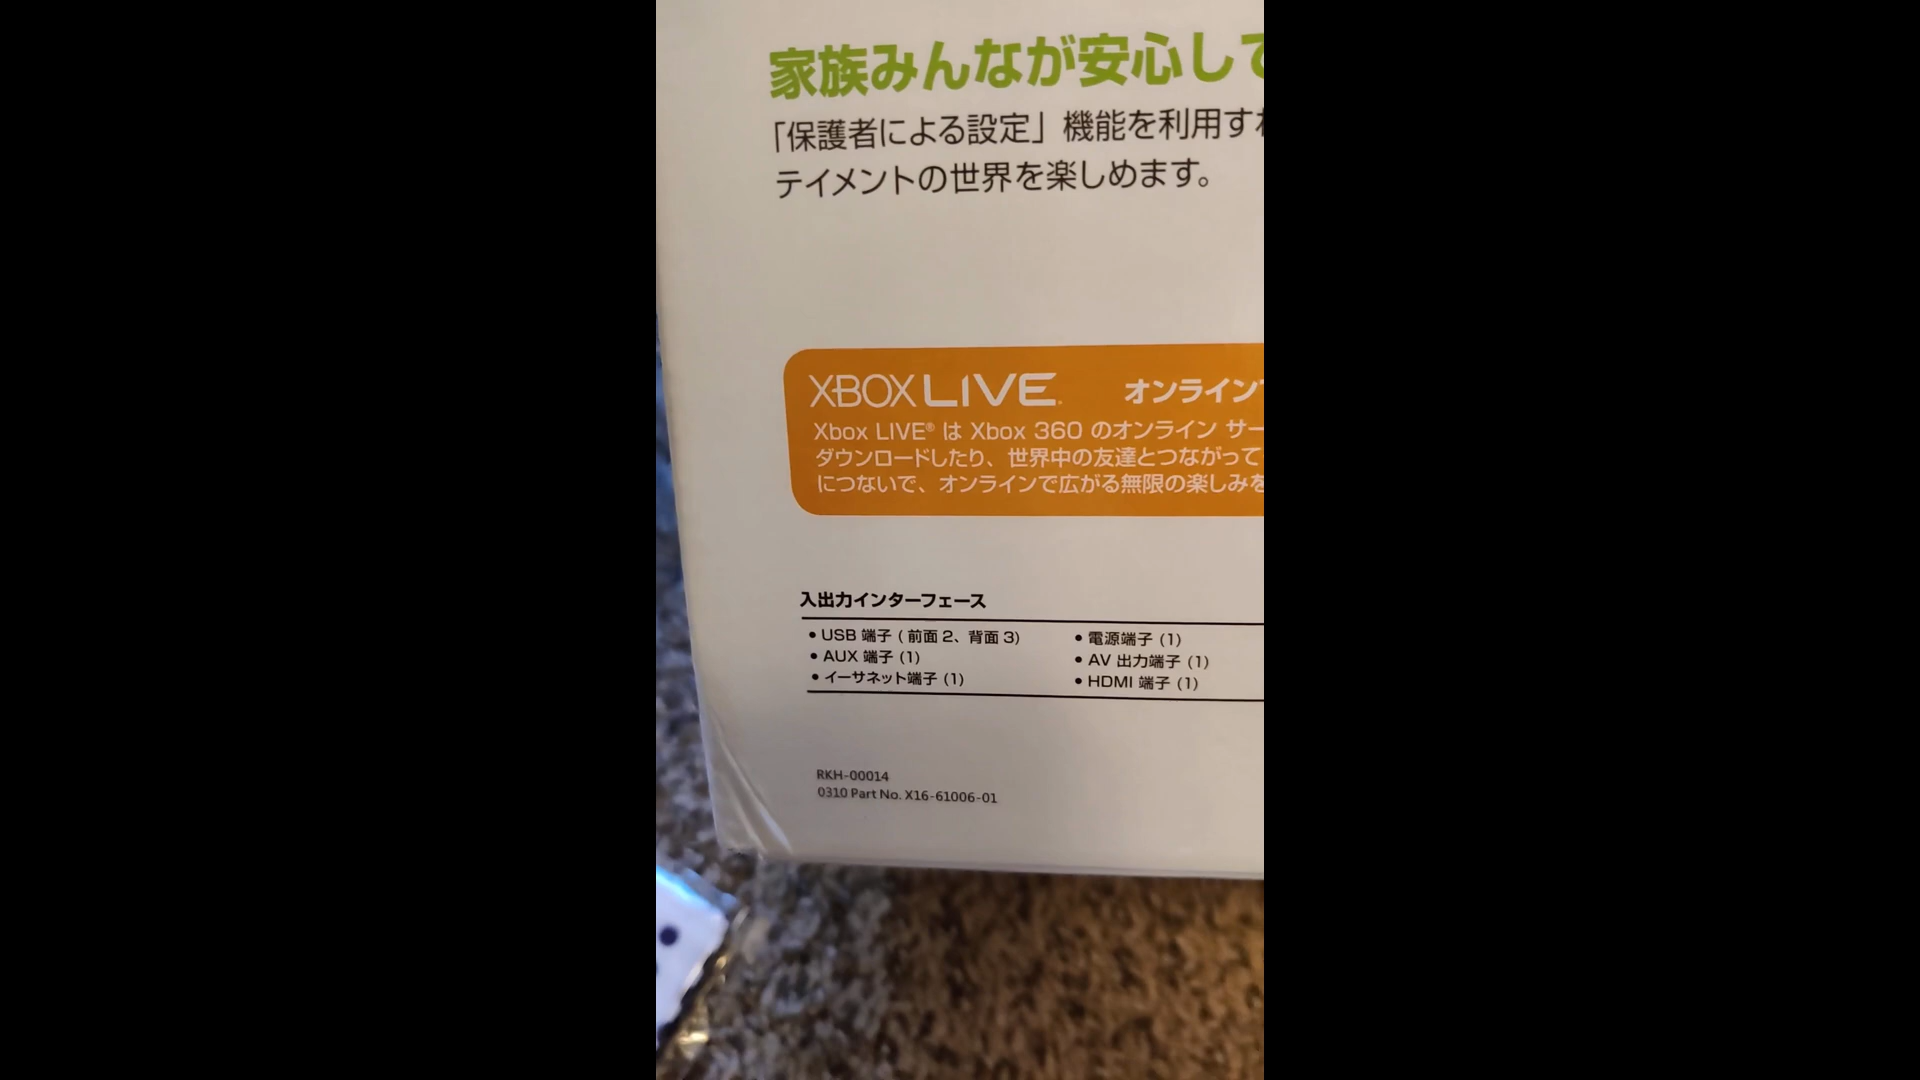 家族みんなが安心して
「保護者による設定」機能を利用すれ
テイメントの世界を楽しめます。
XBOX LIVE. オンライン
Xbox LIVE® は Xbox 360 のオンライン サー
ダウンロードしたり、世界中の友達とつながって
につないで、オンラインで広がる無限の楽しみを
入出力インターフェース
• USB 端子 ( 前面 2、背面 3) • 電源端子 (1)
• AUX 端子 (1) • AV 出力端子 (1)
• イーサネット端子 (1) • HDMI 端子 (1)
RKH-00014
0310 Part No. X16-61006-01